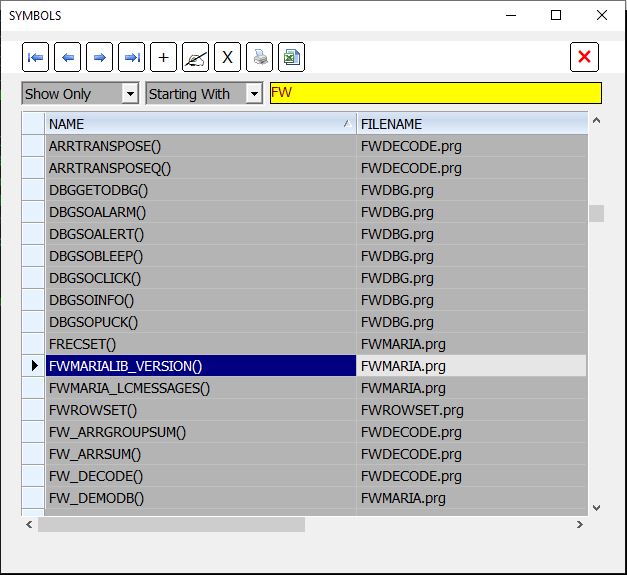 SYMBOLS
+ X
Show Only Starting With FW
NAME FILENAME
ARRTRANSPOSE() FWDECODE.prg
ARRTRANSPOSEQ() FWDECODE.prg
DBGGETODBG() FWDBG.prg
DBGSOALARM() FWDBG.prg
DBGSOALERT() FWDBG.prg
DBGSOBLEEP() FWDBG.prg
DBGSOCLICK() FWDBG.prg
DBGSOINFO() FWDBG.prg
DBGSOPUCK() FWDBG.prg
FRECSET() FWMARIA.prg
FWMARIALIB_VERSION() FWMARIA.prg
FWMARIA_LCMESSAGES() FWMARIA.prg
FWROWSET() FWROWSET.prg
FW_ARRGROUPSUM() FWDECODE.prg
FW_ARRSUM() FWDECODE.prg
FW_DECODE() FWDECODE.prg
FW_DEMODB() FWMARIA.prg